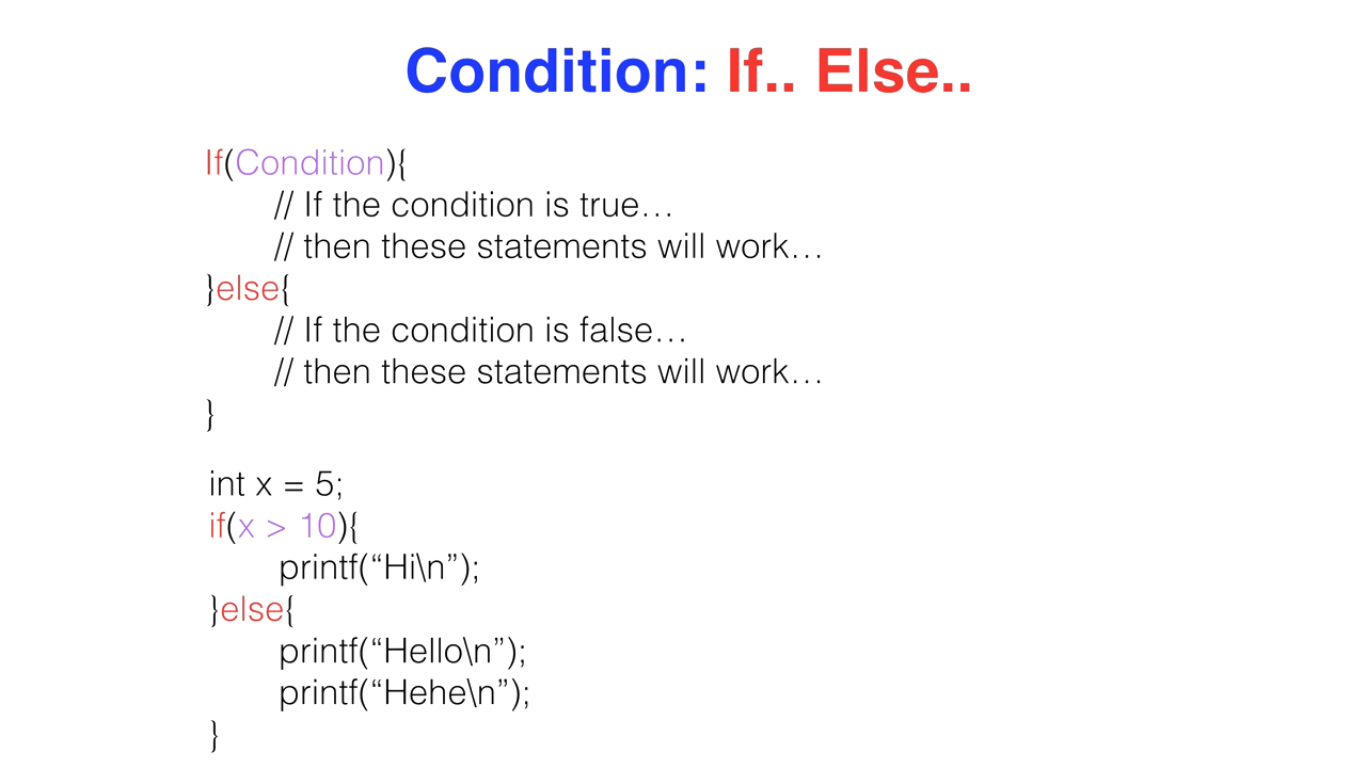 Condition: If.. Else..
If(Condition){
// If the condition is true…
// then these statements will work…
}else{
// If the condition is false…
// then these statements will work…
}
int x = 5;
if(x > 10){
printf(“Hi\n”);
}else{
printf(“Hello\n”);
printf(“Hehe\n”);
}